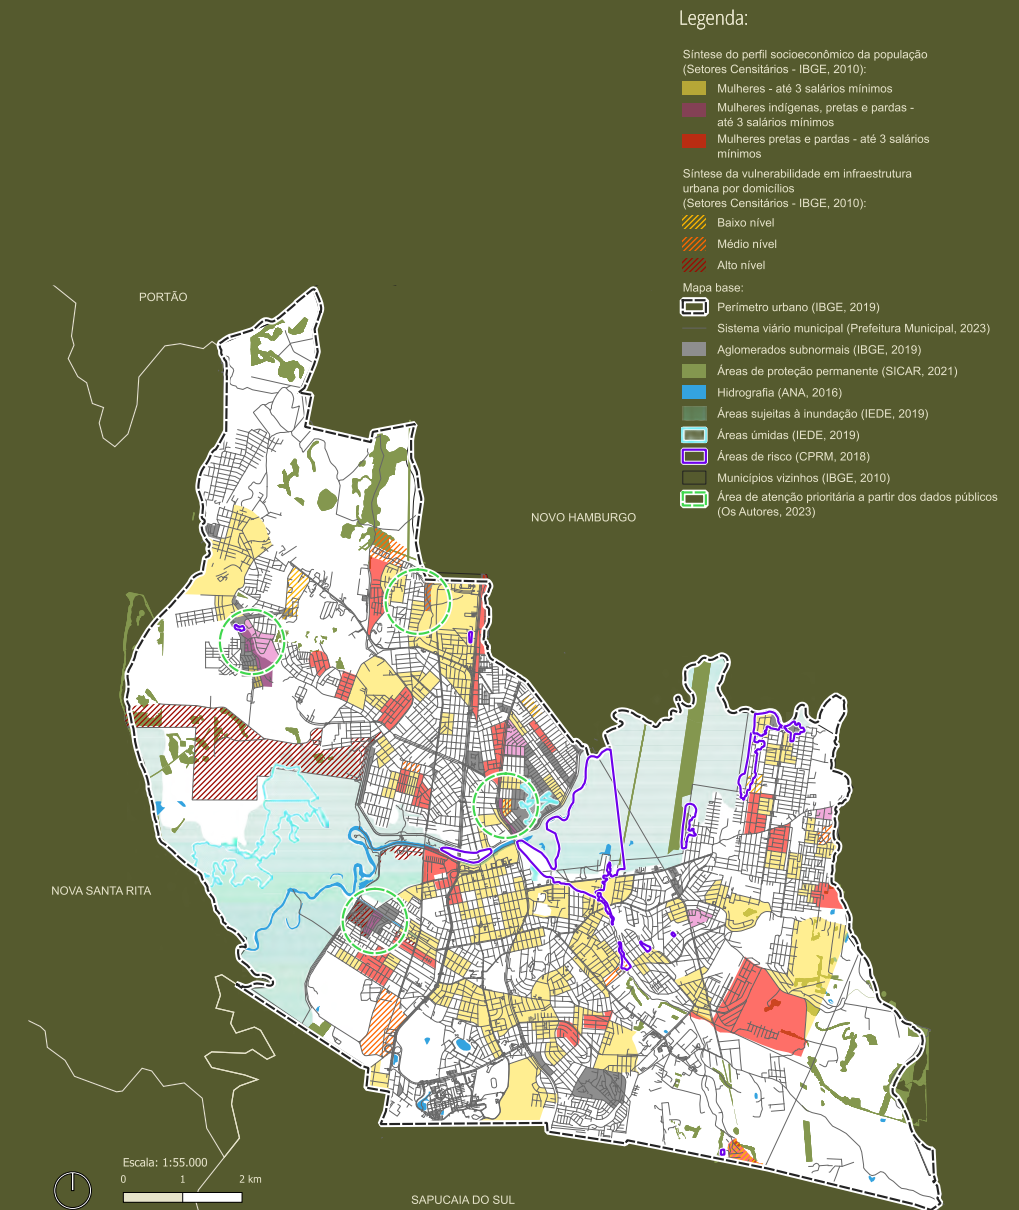 Legenda:
Síntese do perfil socioeconômico da população
(Setores Censitários - IBGE, 2010):
Mulheres - até 3 salários mínimos
Mulheres indígenas, pretas e pardas -
até 3 salários mínimos
Mulheres pretas e pardas - até 3 salários
mínimos
Síntese da vulnerabilidade em infraestrutura
urbana por domicílios
(Setores Censitários - IBGE, 2010):
Baixo nível
Médio nível
Alto nível
Mapa base:
Perímetro urbano (IBGE, 2019)
Sistema viário municipal (Prefeitura Municipal, 2023)
Aglomerados subnormais (IBGE, 2019)
Áreas de proteção permanente (SICAR, 2021)
Hidrografia (ANA, 2016)
Áreas sujeitas à inundação (IEDE, 2019)
Áreas úmidas (IEDE, 2019)
Áreas de risco (CPRM, 2018)
Municípios vizinhos (IBGE, 2010)
Área de atenção prioritária a partir dos dados públicos
(Os Autores, 2023)
PORTÃO
NOVO HAMBURGO
NOVA SANTA RITA
SAPUCAIA DO SUL
Escala: 1:55.000
0 1 2 km